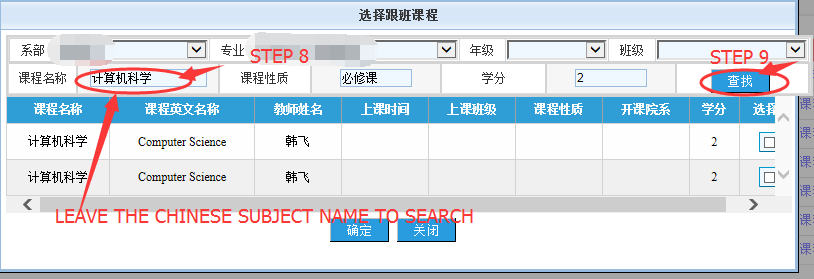 选择跟班课程
系部 专业 年级 班级
STEP 8 STEP 9
课程名称 计算机科学 课程性质 必修课 学分 2 查找
课程名称 课程英文名称 教师姓名 上课时间 上课班级 课程性质 开课院系 学分 选择
计算机科学 Computer Science 韩飞 2
计算机科学 Computer Science 韩飞 2
LEAVE THE CHINESE SUBJECT NAME TO SEARCH
确定 关闭